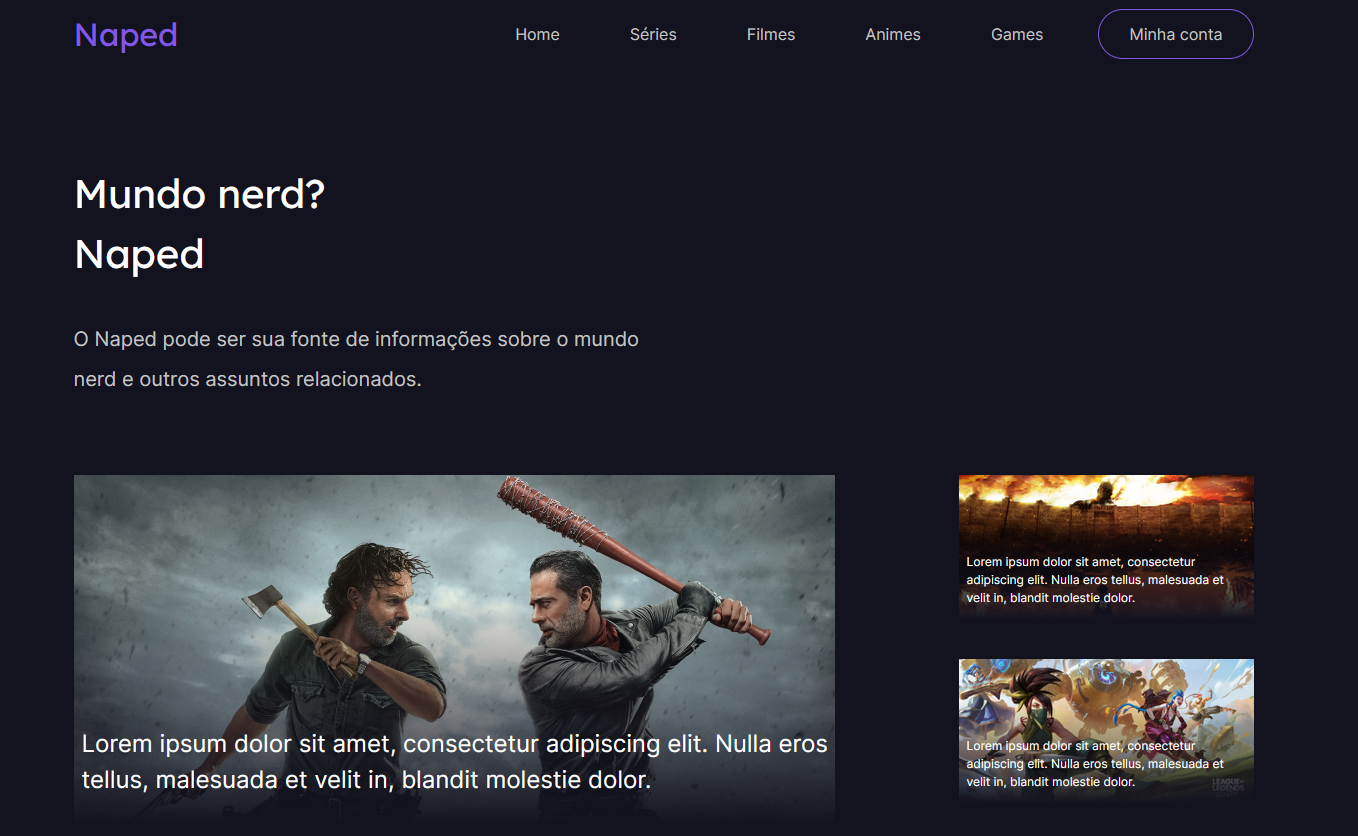 Naped
Home
Séries
Filmes
Animes
Games
Minha conta
Mundo nerd?
Naped
O Naped pode ser sua fonte de informações sobre o mundo
nerd e outros assuntos relacionados.
Lorem ipsum dolor sit amet, consectetur adipiscing elit. Nulla eros
tellus, malesuada et velit in, blandit molestie dolor.
Lorem ipsum dolor sit amet, consectetur
adipiscing elit. Nulla eros tellus, malesuada et
velit in, blandit molestie dolor.
Lorem ipsum dolor sit amet, consectetur
adipiscing elit. Nulla eros tellus, malesuada et
velit in, blandit molestie dolor.
LEAGUE OF
LEGENDS